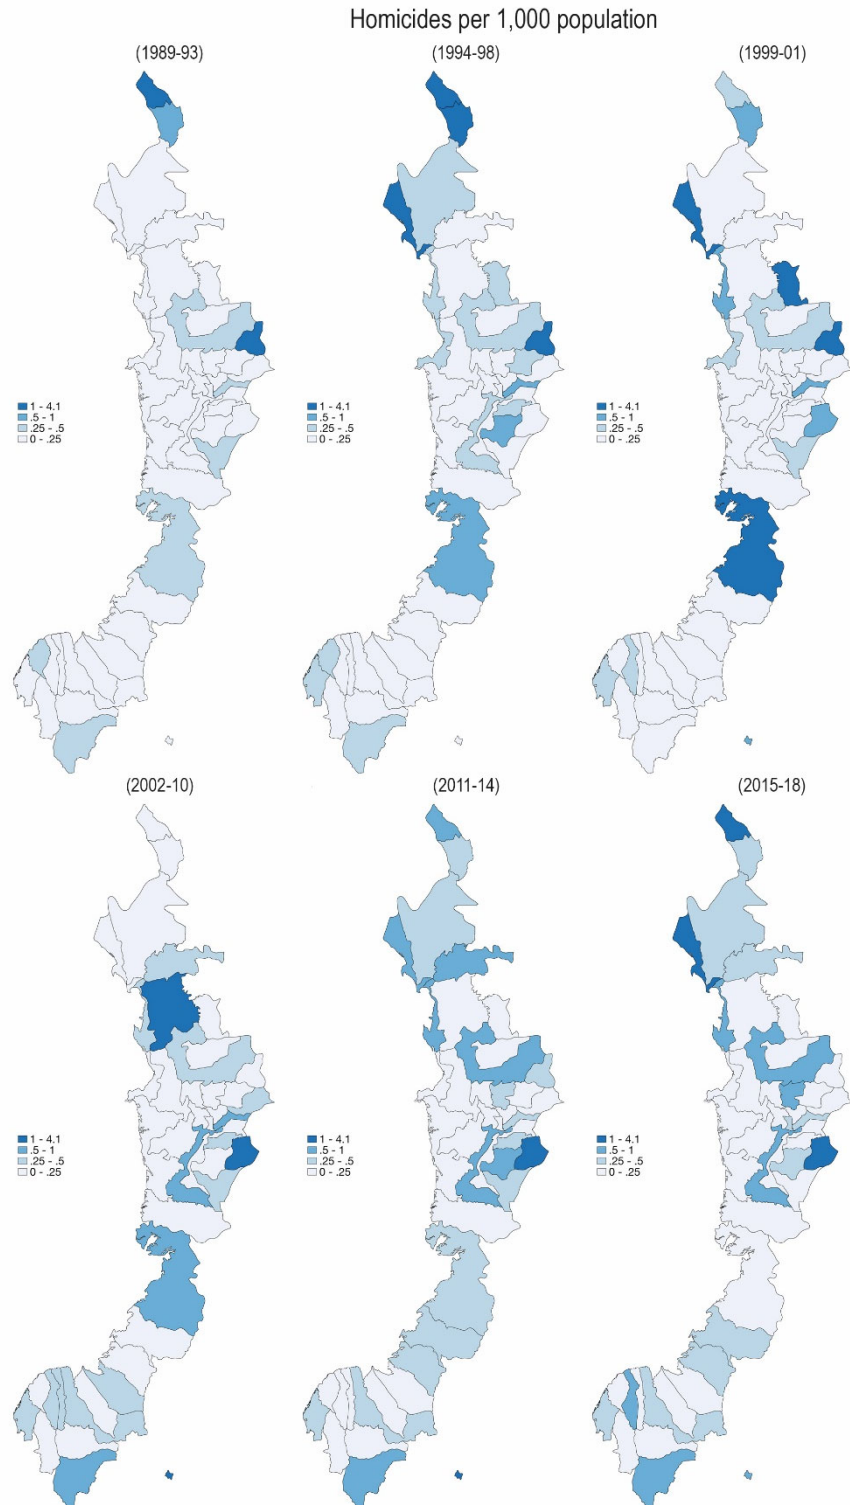 Homicides per 1,000 population
(1989-93)
(1994-98)
(1999-01)
1 - 4.1
.5 - 1
.25 - .5
0 - .25
1 - 4.1
.5 - 1
.25 - .5
0 - .25
1 - 4.1
.5 - 1
.25 - .5
0 - .25
(2002-10)
(2011-14)
(2015-18)
1 - 4.1
.5 - 1
.25 - .5
0 - .25
1 - 4.1
.5 - 1
.25 - .5
0 - .25
1 - 4.1
.5 - 1
.25 - .5
0 - .25